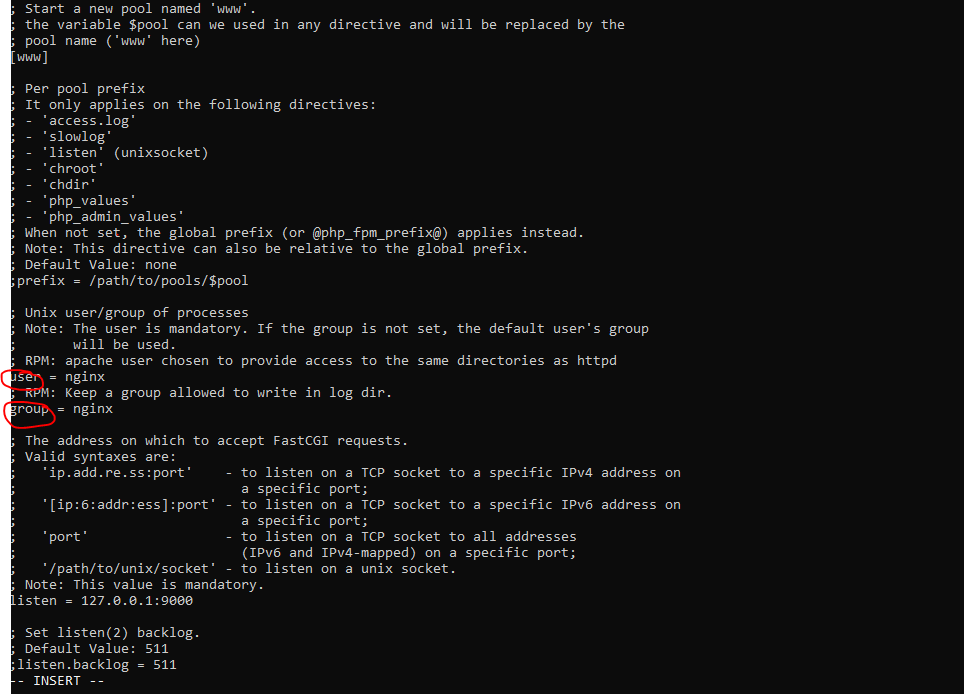 ; Start a new pool named 'www'.
; the variable $pool can we used in any directive and will be replaced by the
; pool name ('www' here)
[www]
; Per pool prefix
; It only applies on the following directives:
; - 'access.log'
; - 'slowlog'
; - 'listen' (unixsocket)
; - 'chroot'
; - 'chdir'
; - 'php_values'
; - 'php_admin_values'
; When not set, the global prefix (or @php_fpm_prefix@) applies instead.
; Note: This directive can also be relative to the global prefix.
; Default Value: none
;prefix = /path/to/pools/$pool
; Unix user/group of processes
; Note: The user is mandatory. If the group is not set, the default user's group
;       will be used.
; RPM: apache user chosen to provide access to the same directories as httpd
user = nginx
; RPM: Keep a group allowed to write in log dir.
group = nginx
; The address on which to accept FastCGI requests.
; Valid syntaxes are:
;   'ip.add.re.ss:port'    - to listen on a TCP socket to a specific IPv4 address on
;                            a specific port;
;   '[ip:6:addr:ess]:port' - to listen on a TCP socket to a specific IPv6 address on
;                            a specific port;
;   'port'                 - to listen on a TCP socket to all addresses
;                            (IPv6 and IPv4-mapped) on a specific port;
;   '/path/to/unix/socket' - to listen on a unix socket.
; Note: This value is mandatory.
listen = 127.0.0.1:9000
; Set listen(2) backlog.
; Default Value: 511
;listen.backlog = 511
-- INSERT --